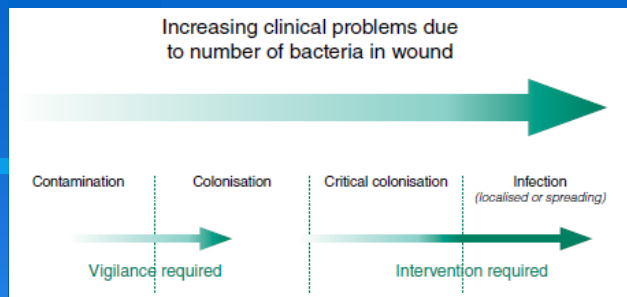 Increasing clinical problems due
to number of bacteria in wound
Contamination
Colonisation
Critical colonisation
Infection
(localised or spreading)
Vigilance required
Intervention required